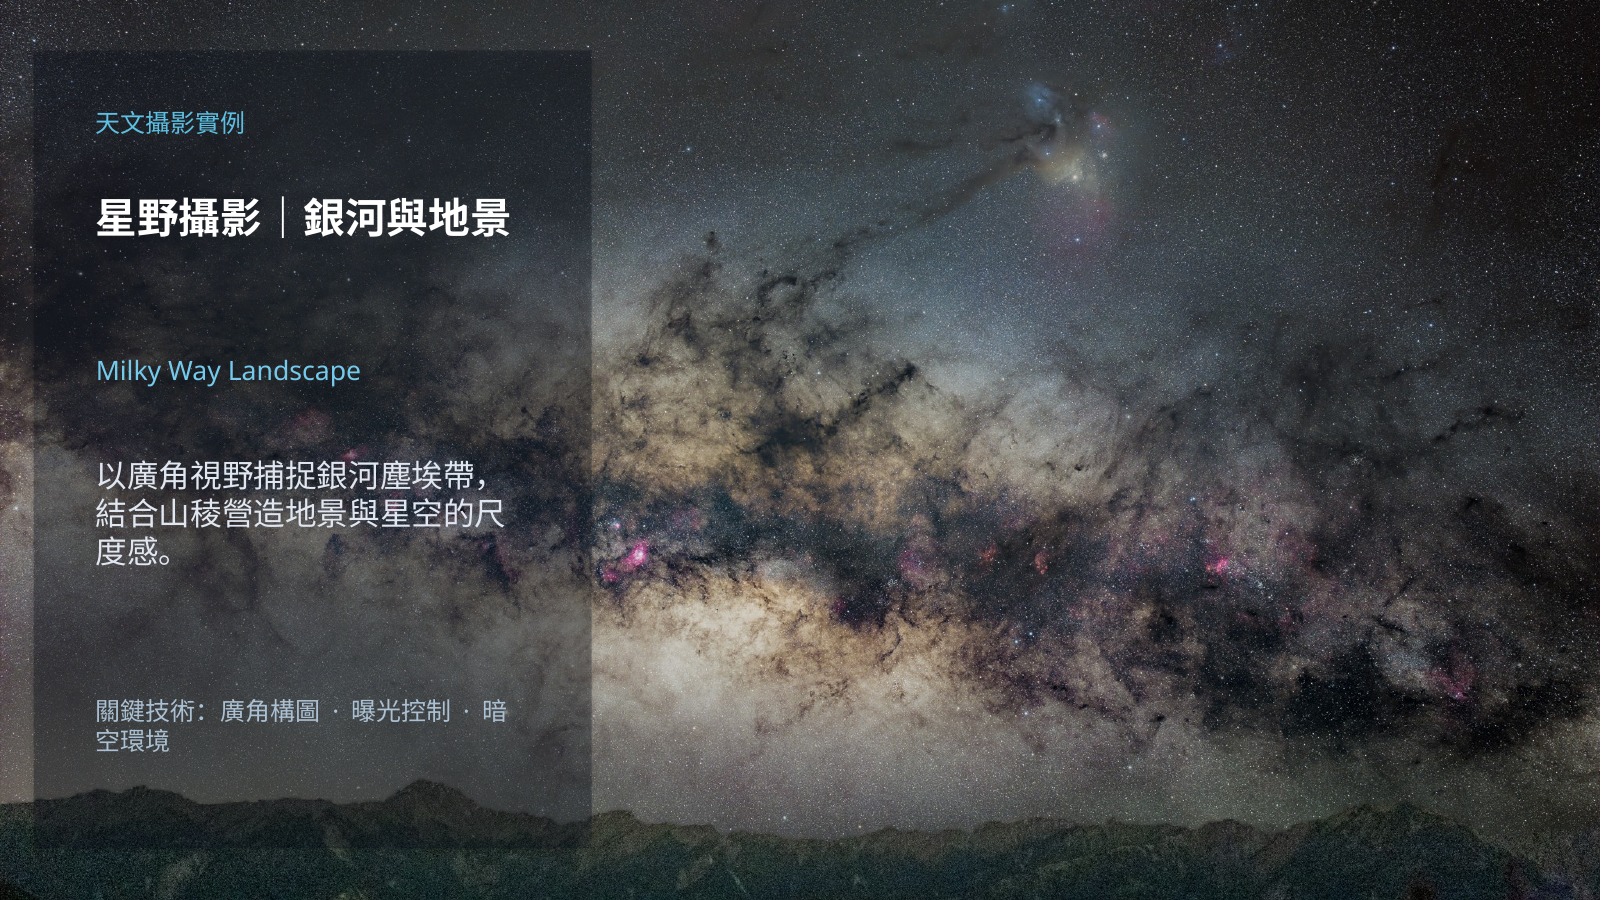 天文攝影實例
星野攝影｜銀河與地景
Milky Way Landscape
以廣角視野捕捉銀河塵埃帶，
結合山稜營造地景與星空的尺
度感。
關鍵技術：廣角構圖 · 曝光控制 · 暗
空環境